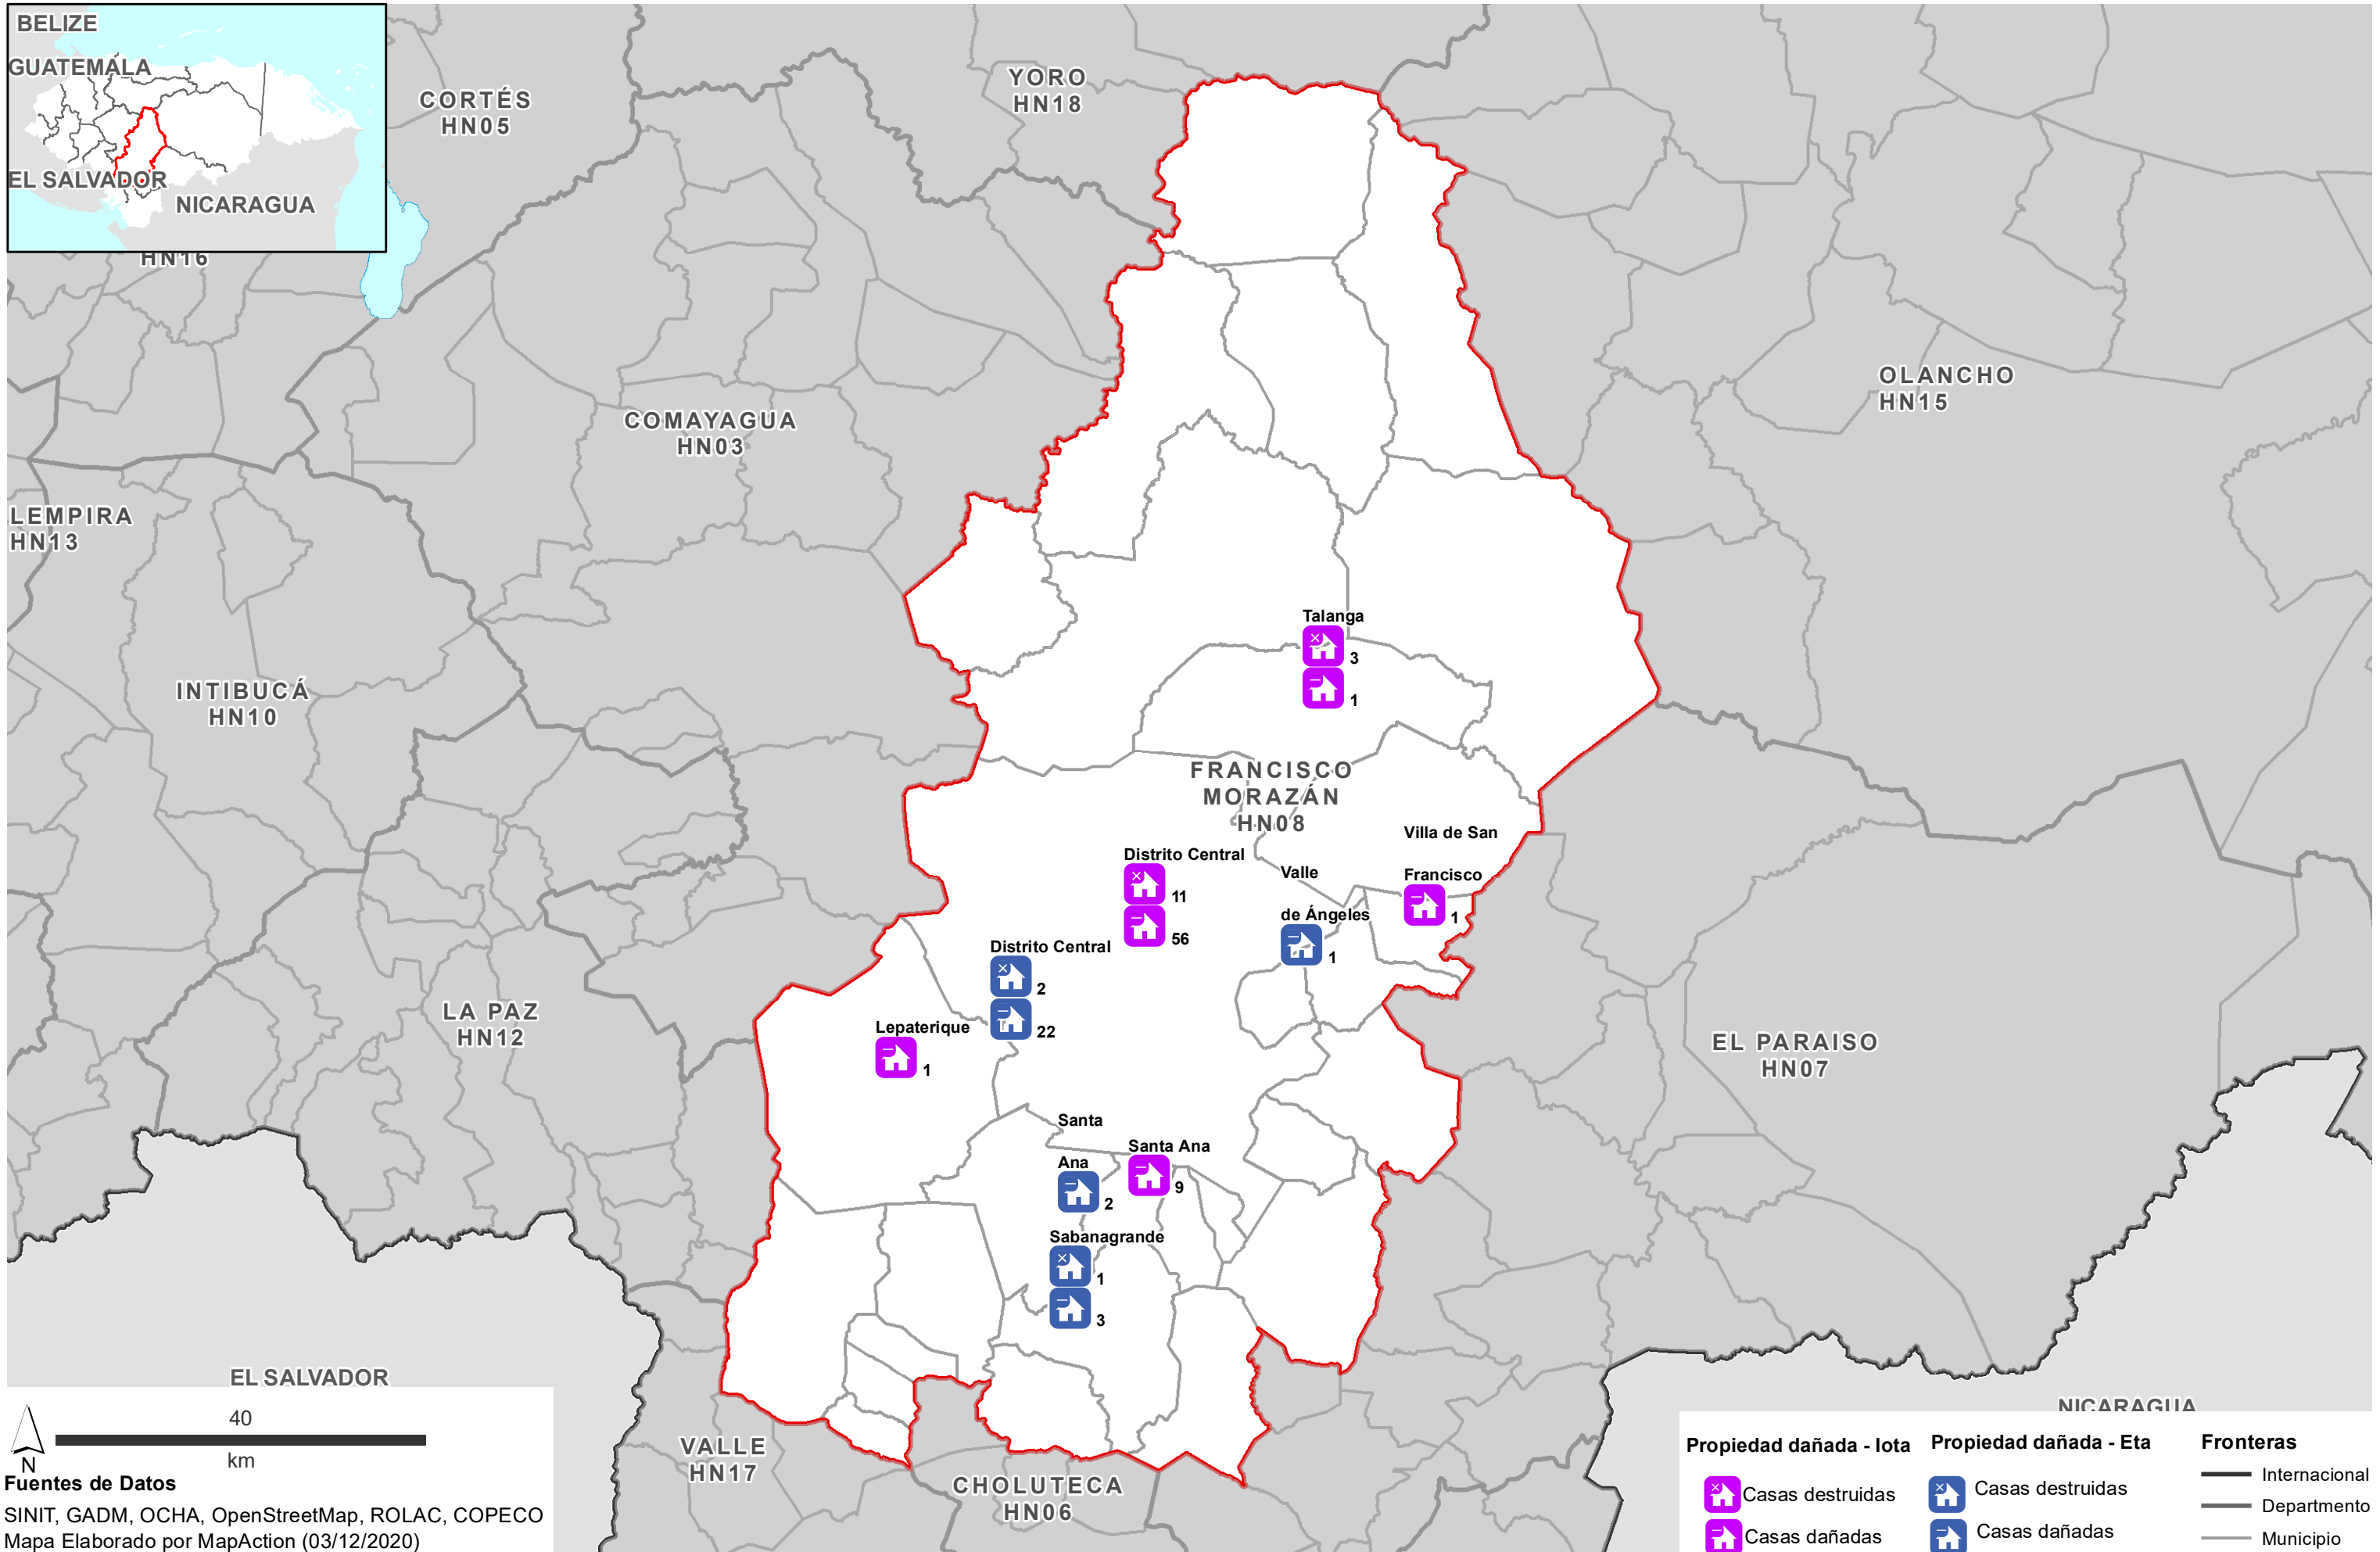 BELIZE
GUATEMALA
EL SALVADOR
NICARAGUA
HN16
CORTÉS
HN05
YORO
HN18
OLANCHO
HN15
COMAYAGUA
HN03
LEMPIRA
HN13
INTIBUCÁ
HN10
Talanga
3
1
FRANCISCO
MORAZÁN
HN08
Villa de San
Francisco
1
Distrito Central
11
56
Valle
de Ángeles
1
Distrito Central
2
22
Lepaterique
1
LA PAZ
HN12
EL PARAISO
HN07
Santa
Ana
2
Santa Ana
9
Sabanagrande
1
3
EL SALVADOR
NICARAGUA
VALLE
HN17
CHOLUTECA
HN06
40
km
N
Fuentes de Datos
SINIT, GADM, OCHA, OpenStreetMap, ROLAC, COPECO
Mapa Elaborado por MapAction (03/12/2020)
Propiedad dañada - Iota
Casas destruidas
Casas dañadas
Propiedad dañada - Eta
Casas destruidas
Casas dañadas
Fronteras
Internacional
Departmento
Municipio